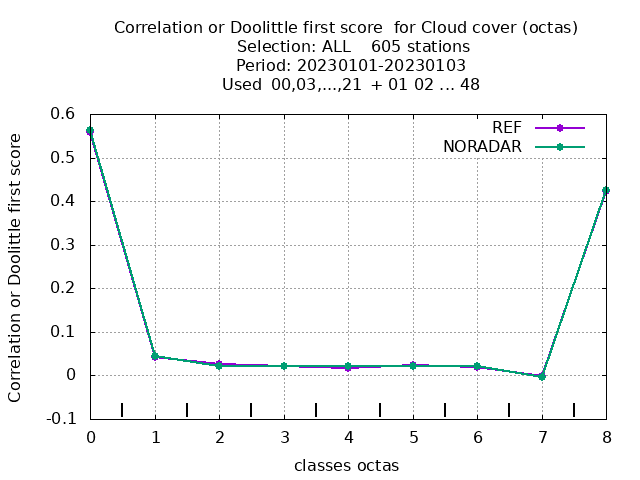 Correlation or Doolittle first score  for Cloud cover (octas)
Selection: ALL    605 stations
Period: 20230101-20230103
Used  00,03,...,21  + 01 02 ... 48
REF
NORADAR
Correlation or Doolittle first score
0.6
0.5
0.4
0.3
0.2
0.1
0
-0.1
0 1 2 3 4 5 6 7 8
classes octas